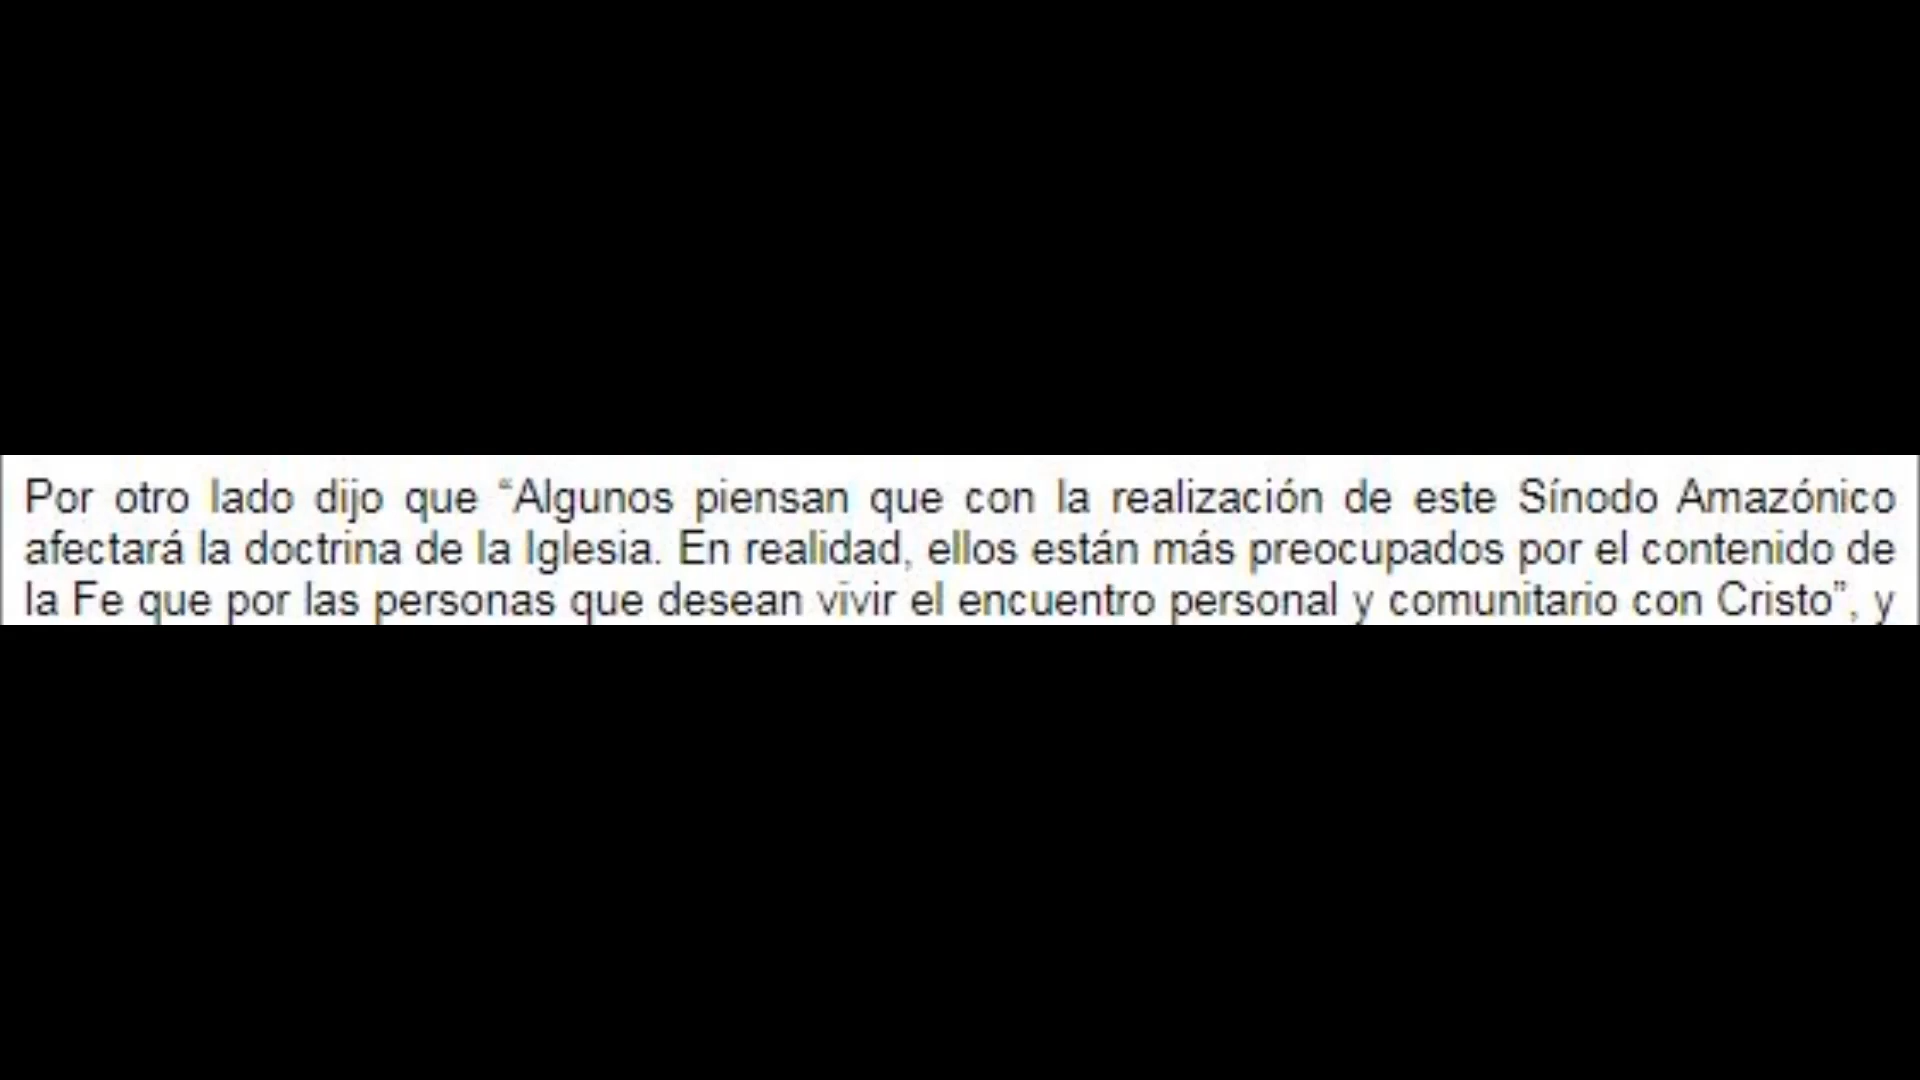 Por otro lado dijo que “Algunos piensan que con la realización de este Sínodo Amazónico
afectará la doctrina de la Iglesia. En realidad, ellos están más preocupados por el contenido de
la Fe que por las personas que desean vivir el encuentro personal y comunitario con Cristo”, y